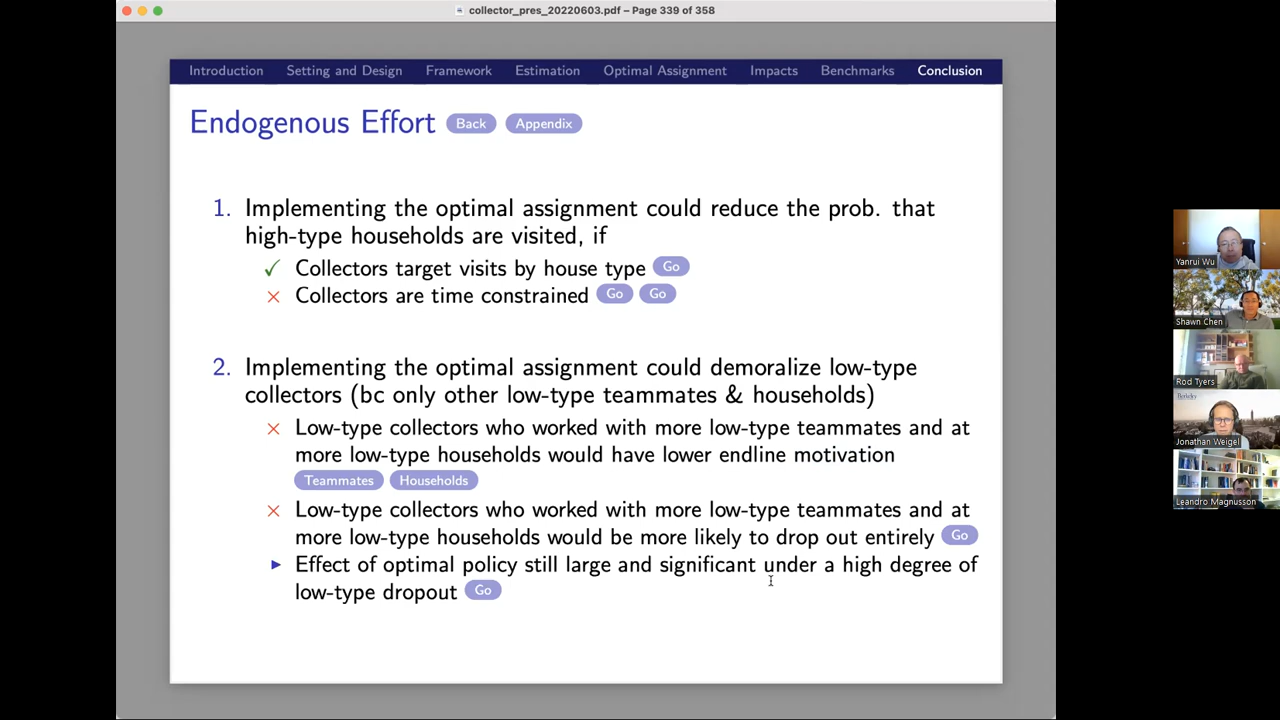 collector_pres_20220603.pdf – Page 339 of 358
Introduction Setting and Design Framework Estimation Optimal Assignment Impacts Benchmarks Conclusion
Endogenous Effort Back Appendix
1. Implementing the optimal assignment could reduce the prob. that
high-type households are visited, if
✓ Collectors target visits by house type Go
× Collectors are time constrained Go Go
2. Implementing the optimal assignment could demoralize low-type
collectors (bc only other low-type teammates & households)
× Low-type collectors who worked with more low-type teammates and at
more low-type households would have lower endline motivation
Teammates Households
× Low-type collectors who worked with more low-type teammates and at
more low-type households would be more likely to drop out entirely Go
▶ Effect of optimal policy still large and significant under a high degree of
low-type dropout Go
Yanrui Wu
Shawn Chen
Rod Tyers
Berkeley
Jonathan Weigel
Leandro Magnusson